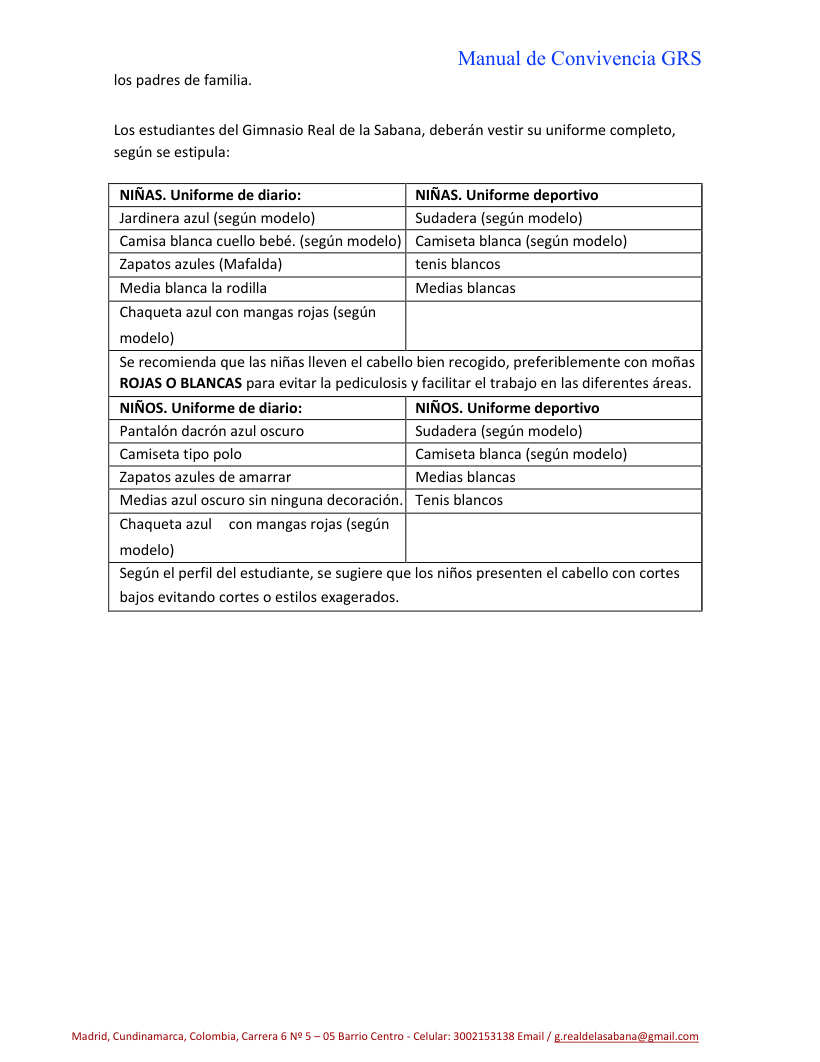 Manual de Convivencia GRS
los padres de familia.
Los estudiantes del Gimnasio Real de la Sabana, deberán vestir su uniforme completo,
según se estipula:
NIÑAS. Uniforme de diario: NIÑAS. Uniforme deportivo
Jardinera azul (según modelo) Sudadera (según modelo)
Camisa blanca cuello bebé. (según modelo) Camiseta blanca (según modelo)
Zapatos azules (Mafalda) tenis blancos
Media blanca la rodilla Medias blancas
Chaqueta azul con mangas rojas (según
modelo)
Se recomienda que las niñas lleven el cabello bien recogido, preferiblemente con moñas
ROJAS O BLANCAS para evitar la pediculosis y facilitar el trabajo en las diferentes áreas.
NIÑOS. Uniforme de diario: NIÑOS. Uniforme deportivo
Pantalón dacrón azul oscuro Sudadera (según modelo)
Camiseta tipo polo Camiseta blanca (según modelo)
Zapatos azules de amarrar Medias blancas
Medias azul oscuro sin ninguna decoración. Tenis blancos
Chaqueta azul con mangas rojas (según
modelo)
Según el perfil del estudiante, se sugiere que los niños presenten el cabello con cortes
bajos evitando cortes o estilos exagerados.
Madrid, Cundinamarca, Colombia, Carrera 6 Nº 5 – 05 Barrio Centro - Celular: 3002153138 Email / g.realdelasabana@gmail.com